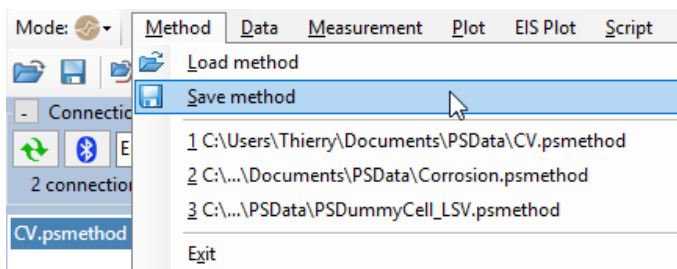 Mode: Method Data Measurement Plot EIS Plot Script
Load method
- Connectio
Save method
E
1 C:\Users\Thierry\Documents\PSData\CV.psmethod
2 connection
2 C:\...\Documents\PSData\Corrosion.psmethod
3 C:\...\PSData\PSDummyCell_LSV.psmethod
CV.psmethod
Exit